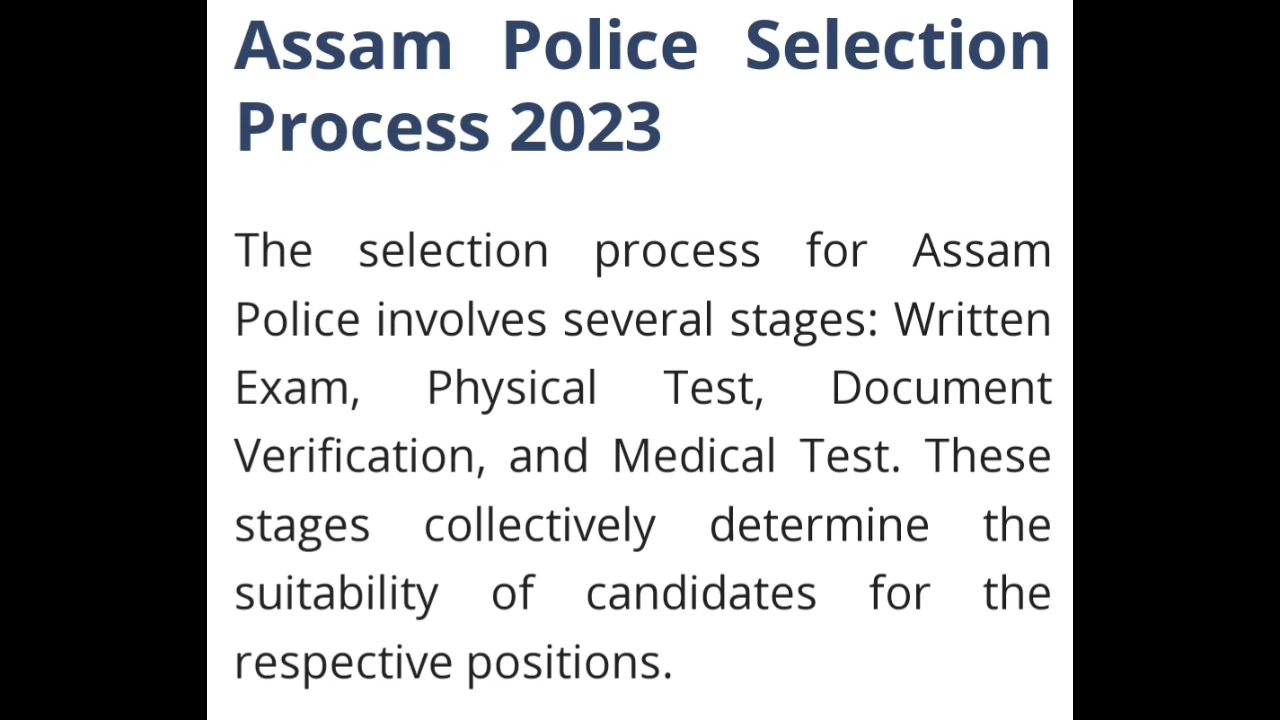 Assam Police Selection
Process 2023
The selection process for Assam
Police involves several stages: Written
Exam, Physical Test, Document
Verification, and Medical Test. These
stages collectively determine the
suitability of candidates for the
respective positions.